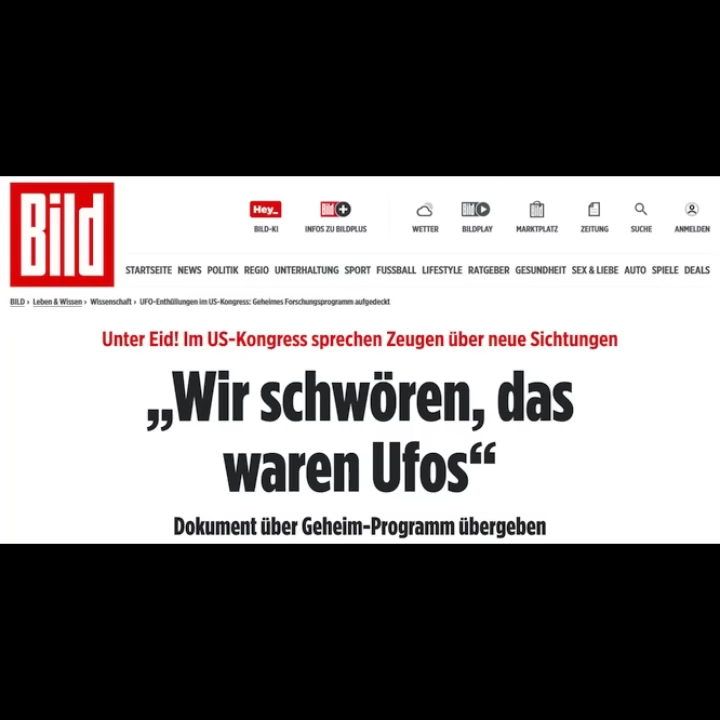 Bild
Hey_
Bild
Bild
BILD-KI
INFOS ZU BILDPLUS
WETTER
BILDPLAY
MARKTPLATZ
ZEITUNG
SUCHE
ANMELDEN
STARTSEITE NEWS POLITIK REGIO UNTERHALTUNG SPORT FUSSBALL LIFESTYLE RATGEBER GESUNDHEIT SEX & LIEBE AUTO SPIELE DEALS
BILD › Leben & Wissen › Wissenschaft › UFO-Enthüllungen im US-Kongress: Geheimes Forschungsprogramm aufgedeckt
Unter Eid! Im US-Kongress sprechen Zeugen über neue Sichtungen
„Wir schwören, das
waren Ufos“
Dokument über Geheim-Programm übergeben